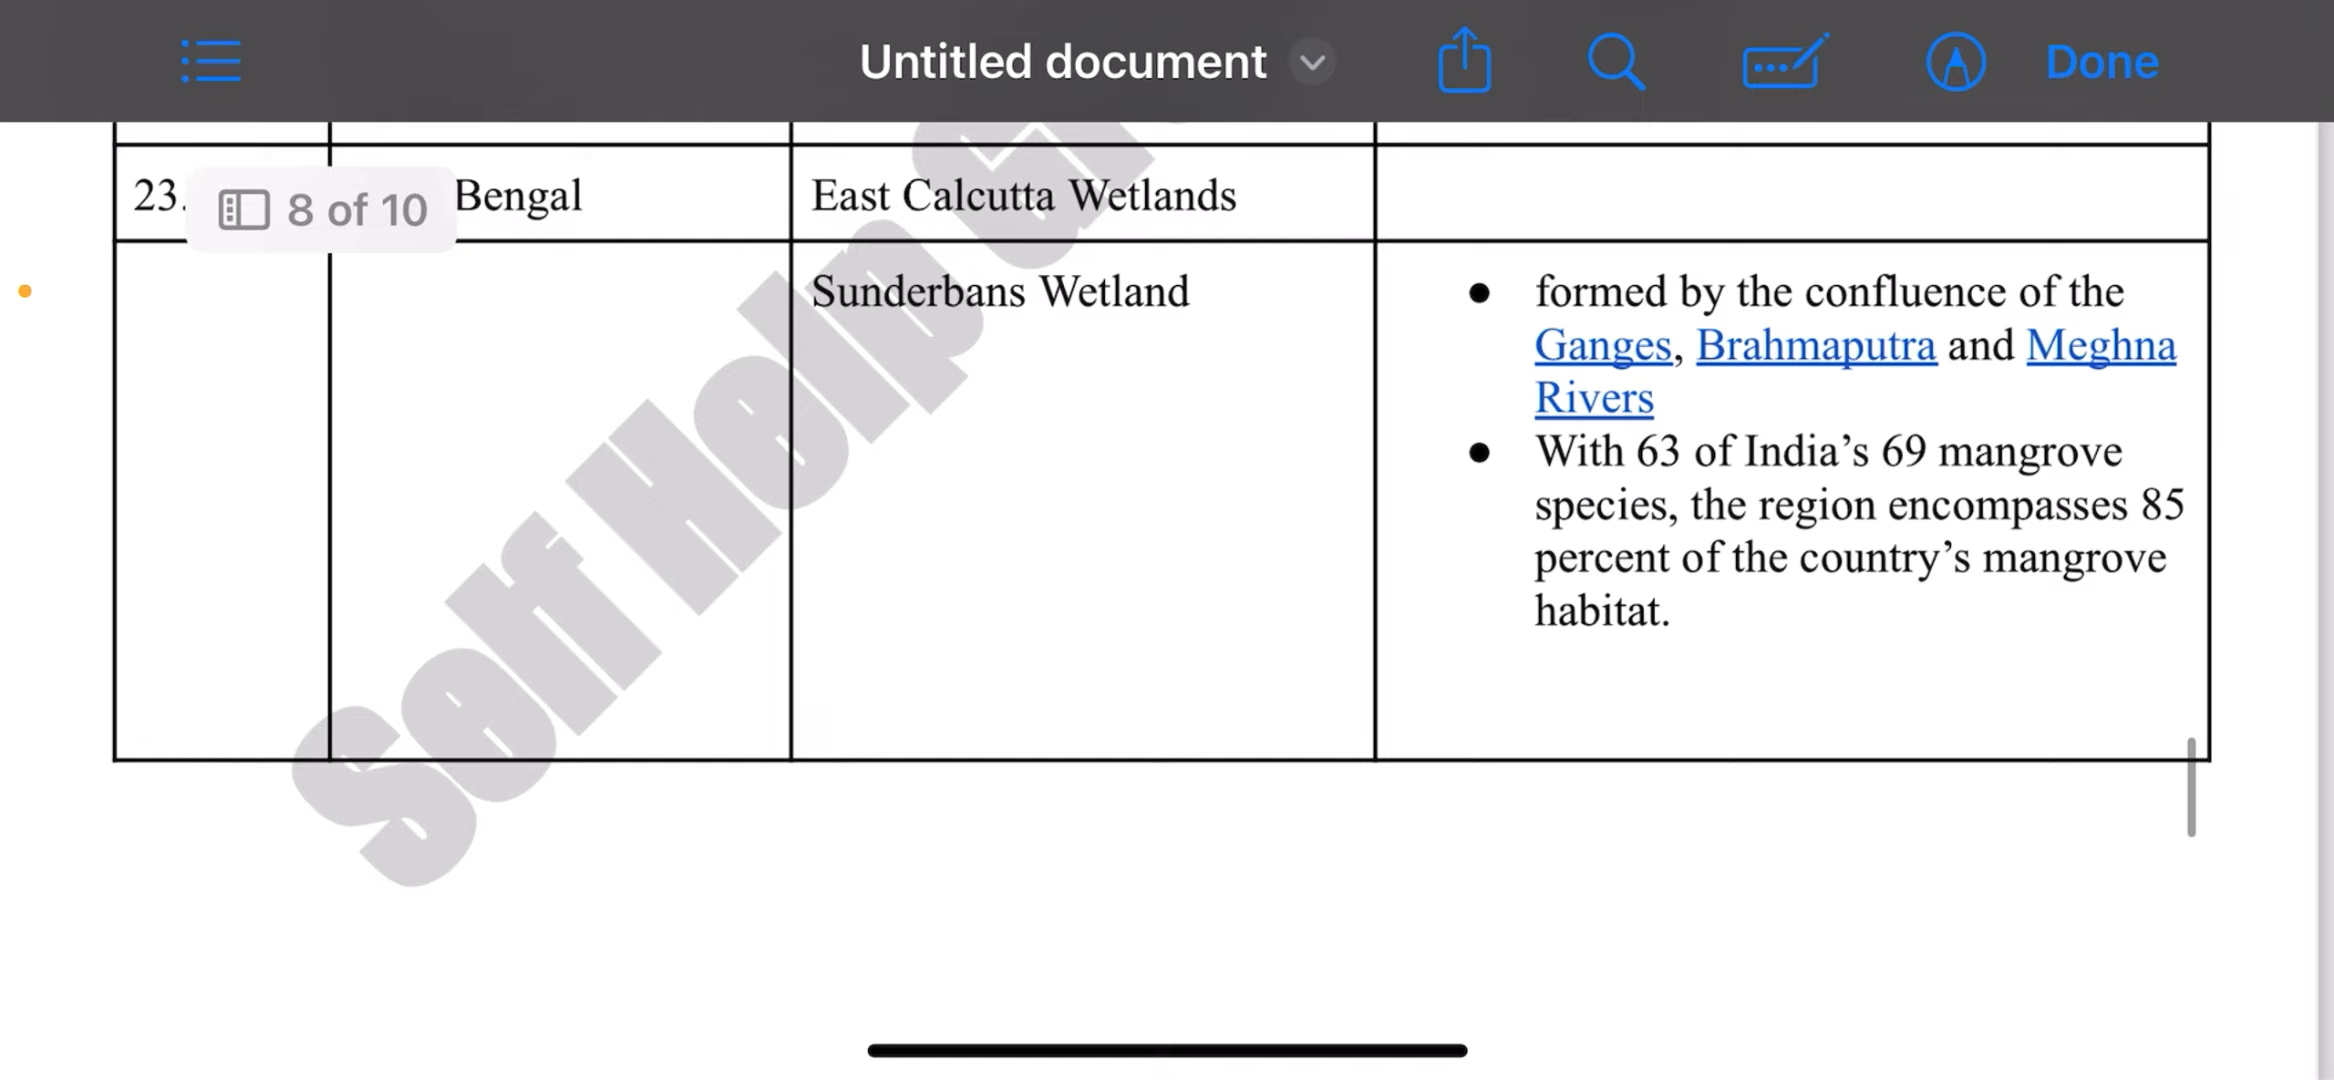 Untitled document
Done
8 of 10
23.
Bengal
East Calcutta Wetlands
Sunderbans Wetland
● formed by the confluence of the
Ganges, Brahmaputra and Meghna
Rivers
● With 63 of India’s 69 mangrove
species, the region encompasses 85
percent of the country’s mangrove
habitat.
Self Help